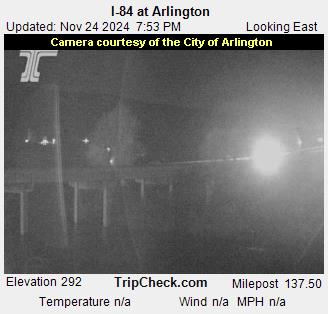 I-84 at Arlington
Updated: Nov 24 2024 7:53 PM Looking East
Camera courtesy of the City of Arlington
Elevation 292 TripCheck.com Milepost 137.50
Temperature n/a Wind n/a MPH n/a